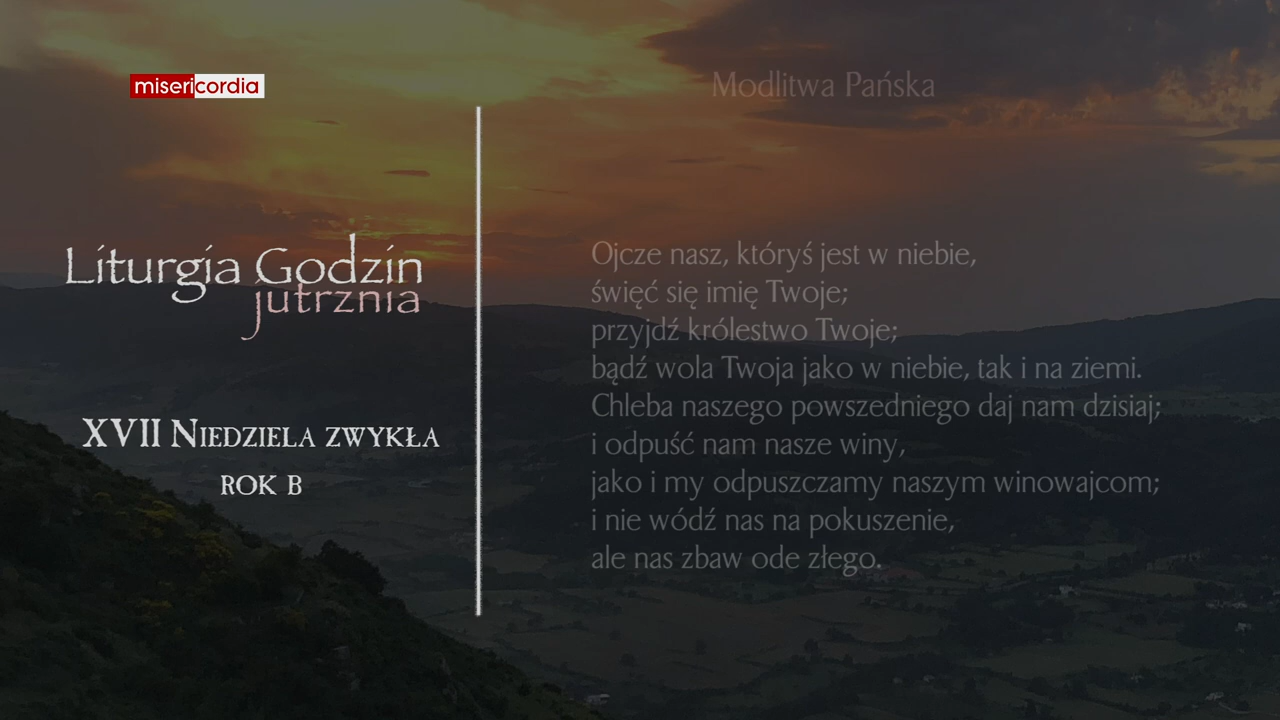 misericordia
Liturgia Godzin
jutrznia
XVII Niedziela zwykła
rok B
Modlitwa Pańska
Ojcze nasz, któryś jest w niebie,
święć się imię Twoje;
przyjdź królestwo Twoje;
bądź wola Twoja jako w niebie, tak i na ziemi.
Chleba naszego powszedniego daj nam dzisiaj;
i odpuść nam nasze winy,
jako i my odpuszczamy naszym winowajcom;
i nie wódź nas na pokuszenie,
ale nas zbaw ode złego.